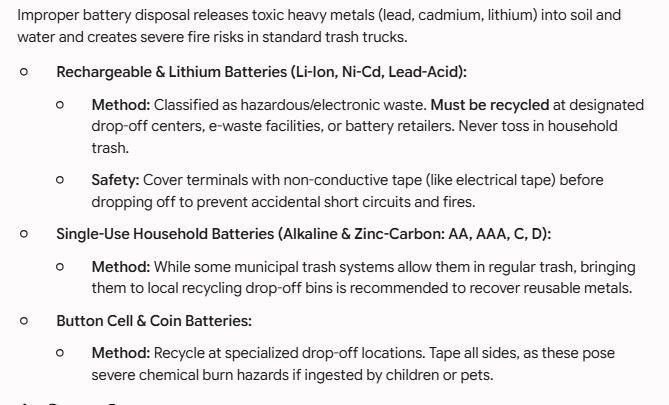 Improper battery disposal releases toxic heavy metals (lead, cadmium, lithium) into soil and
water and creates severe fire risks in standard trash trucks.
Rechargeable & Lithium Batteries (Li-Ion, Ni-Cd, Lead-Acid):
Method: Classified as hazardous/electronic waste. Must be recycled at designated
drop-off centers, e-waste facilities, or battery retailers. Never toss in household
trash.
Safety: Cover terminals with non-conductive tape (like electrical tape) before
dropping off to prevent accidental short circuits and fires.
Single-Use Household Batteries (Alkaline & Zinc-Carbon: AA, AAA, C, D):
Method: While some municipal trash systems allow them in regular trash, bringing
them to local recycling drop-off bins is recommended to recover reusable metals.
Button Cell & Coin Batteries:
Method: Recycle at specialized drop-off locations. Tape all sides, as these pose
severe chemical burn hazards if ingested by children or pets.